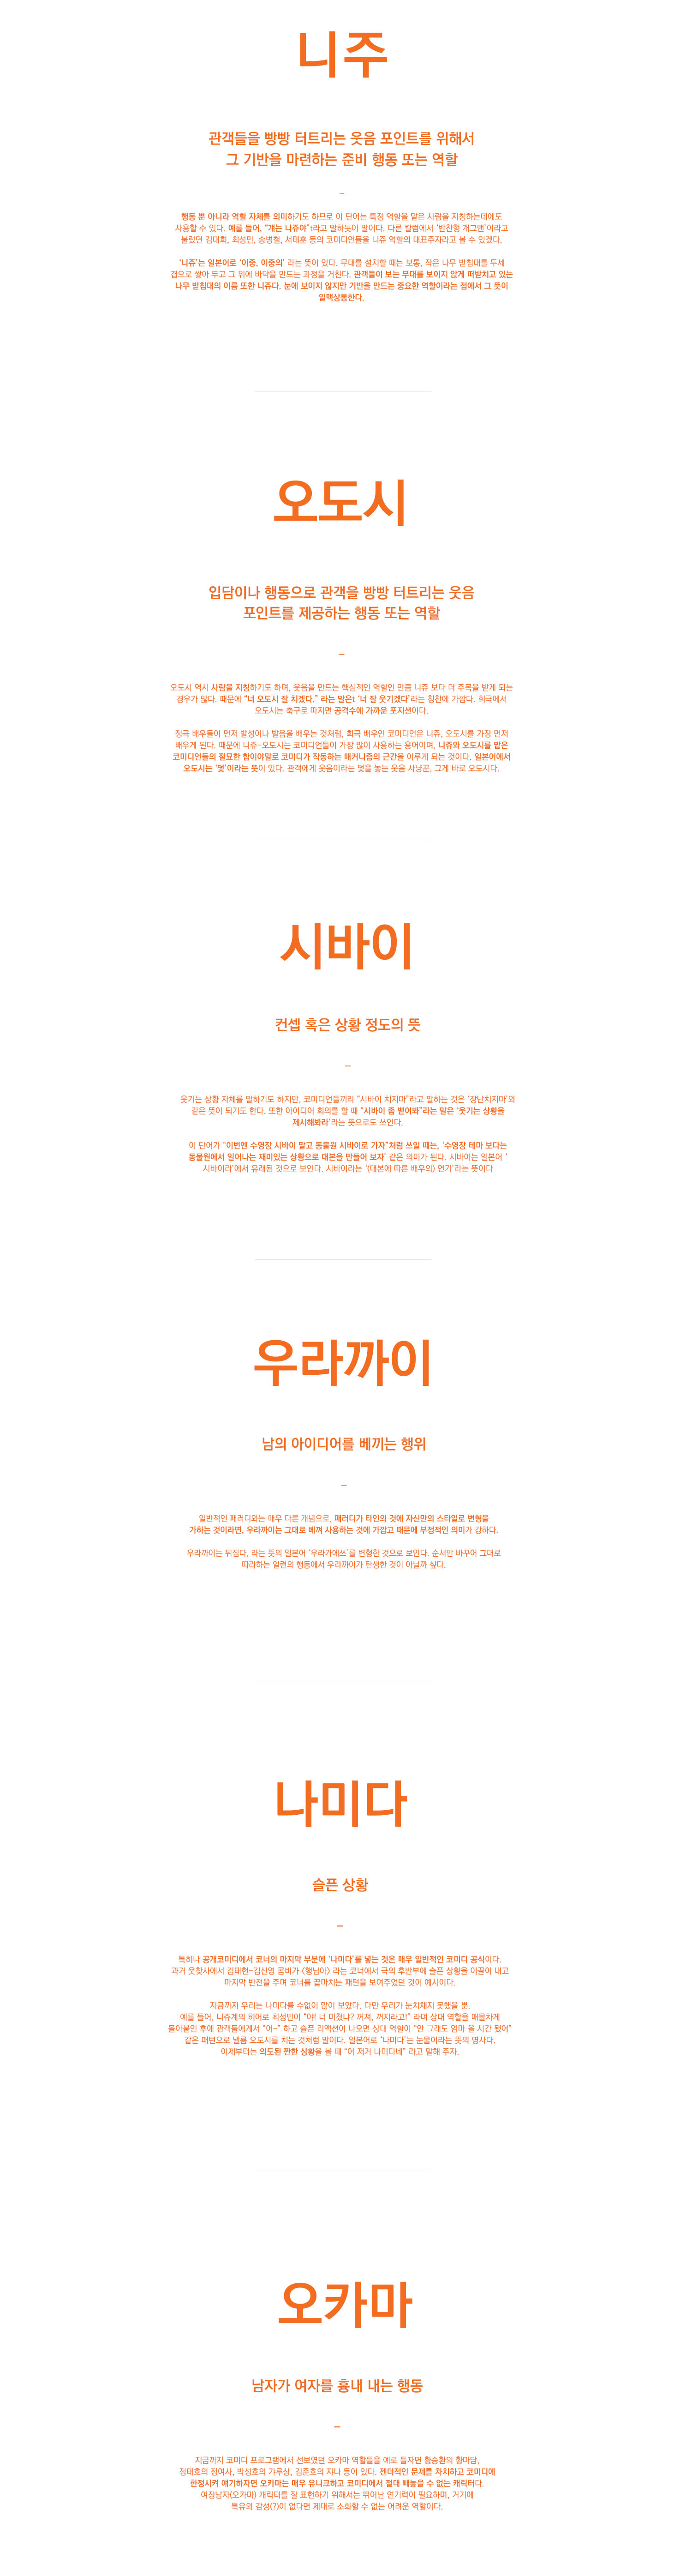 니주
관객들을 빵빵 터트리는 웃음 포인트를 위해서
그 기반을 마련하는 준비 행동 또는 역할
–
행동 뿐 아니라 역할 자체를 의미하기도 하므로 이 단어는 특정 역할을 맡은 사람을 지칭하는데에도
사용할 수 있다. 예를 들어, "걔는 니쥬야"t라고 말하듯이 말이다. 다른 칼럼에서 '반찬형 개그맨'이라고
불렀던 김대희, 최성민, 송병철, 서태훈 등의 코미디언들을 니쥬 역할의 대표주자라고 볼 수 있겠다.
'니쥬'는 일본어로 '이중, 이중의' 라는 뜻이 있다. 무대를 설치할 때는 보통, 작은 나무 받침대를 두세
겹으로 쌓아 두고 그 위에 바닥을 만드는 과정을 거친다. 관객들이 보는 무대를 보이지 않게 떠받치고 있는
나무 받침대의 이름 또한 니쥬다. 눈에 보이지 않지만 기반을 만드는 중요한 역할이라는 점에서 그 뜻이
일맥상통한다.
오도시
입담이나 행동으로 관객을 빵빵 터트리는 웃음
포인트를 제공하는 행동 또는 역할
–
오도시 역시 사람을 지칭하기도 하며, 웃음을 만드는 핵심적인 역할인 만큼 니쥬 보다 더 주목을 받게 되는
경우가 많다. 때문에 "너 오도시 잘 치겠다." 라는 말은t '너 잘 웃기겠다'라는 칭찬에 가깝다. 희극에서
오도시는 축구로 따지면 공격수에 가까운 포지션이다.
정극 배우들이 먼저 발성이나 발음을 배우는 것처럼, 희극 배우인 코미디언은 니쥬, 오도시를 가장 먼저
배우게 된다. 때문에 니쥬-오도시는 코미디언들이 가장 많이 사용하는 용어이며, 니쥬와 오도시를 맡은
코미디언들의 절묘한 합이야말로 코미디가 작동하는 매커니즘의 근간을 이루게 되는 것이다. 일본어에서
오도시는 '덫'이라는 뜻이 있다. 관객에게 웃음이라는 덫을 놓는 웃음 사냥꾼, 그게 바로 오도시다.
시바이
컨셉 혹은 상황 정도의 뜻
–
웃기는 상황 자체를 말하기도 하지만, 코미디언들끼리 "시바이 치지마"라고 말하는 것은 '장난치지마'와
같은 뜻이 되기도 한다. 또한 아이디어 회의를 할 때 "시바이 좀 뱉어봐"라는 말은 '웃기는 상황을
제시해봐라'라는 뜻으로도 쓰인다.
이 단어가 "이번엔 수영장 시바이 말고 동물원 시바이로 가자"처럼 쓰일 때는, '수영장 테마 보다는
동물원에서 일어나는 재미있는 상황으로 대본을 만들어 보자' 같은 의미가 된다. 시바이는 일본어 '
시바이라'에서 유래된 것으로 보인다. 시바이라는 '(대본에 따른 배우의) 연기'라는 뜻이다
우라까이
남의 아이디어를 베끼는 행위
–
일반적인 패러디와는 매우 다른 개념으로, 패러디가 타인의 것에 자신만의 스타일로 변형을
가하는 것이라면, 우라까이는 그대로 베껴 사용하는 것에 가깝고 때문에 부정적인 의미가 강하다.
우라까이는 뒤집다, 라는 뜻의 일본어 '우라가에쓰'를 변형한 것으로 보인다. 순서만 바꾸어 그대로
따라하는 일련의 행동에서 우라까이가 탄생한 것이 아닐까 싶다.
나미다
슬픈 상황
–
특히나 공개코미디에서 코너의 마지막 부분에 '나미다'를 넣는 것은 매우 일반적인 코미디 공식이다.
과거 웃찾사에서 김태현-김신영 콤비가 <행님아> 라는 코너에서 극의 후반부에 슬픈 상황을 이끌어 내고
마지막 반전을 주며 코너를 끝마치는 패턴을 보여주었던 것이 예시이다.
지금까지 우리는 나미다를 수없이 많이 보았다. 다만 우리가 눈치채지 못했을 뿐.
예를 들어, 니쥬계의 히어로 최성민이 "야! 너 미쳤냐? 꺼져, 꺼지라고!" 라며 상대 역할을 매몰차게
몰아붙인 후에 관객들에게서 "어~" 하고 슬픈 리액션이 나오면 상대 역할이 "안 그래도 엄마 올 시간 됐어"
같은 패턴으로 냅름 오도시를 치는 것처럼 말이다. 일본어로 '나미다'는 눈물이라는 뜻의 명사다.
이제부터는 의도된 짠한 상황을 볼 때 "어 저거 나미다네" 라고 말해 주자.
오카마
남자가 여자를 흉내 내는 행동
–
지금까지 코미디 프로그램에서 선보였던 오카마 역할들을 예로 들자면 황승환의 황마담,
정태호의 정여사, 박성호의 갸루상, 김준호의 쟈나 등이 있다. 젠더적인 문제를 차치하고 코미디에
한정시켜 얘기하자면 오카마는 매우 유니크하고 코미디에서 절대 빼놓을 수 없는 캐릭터다.
여장남자(오카마) 캐릭터를 잘 표현하기 위해서는 뛰어난 연기력이 필요하며, 거기에
특유의 감성(?)이 없다면 제대로 소화할 수 없는 어려운 역할이다.